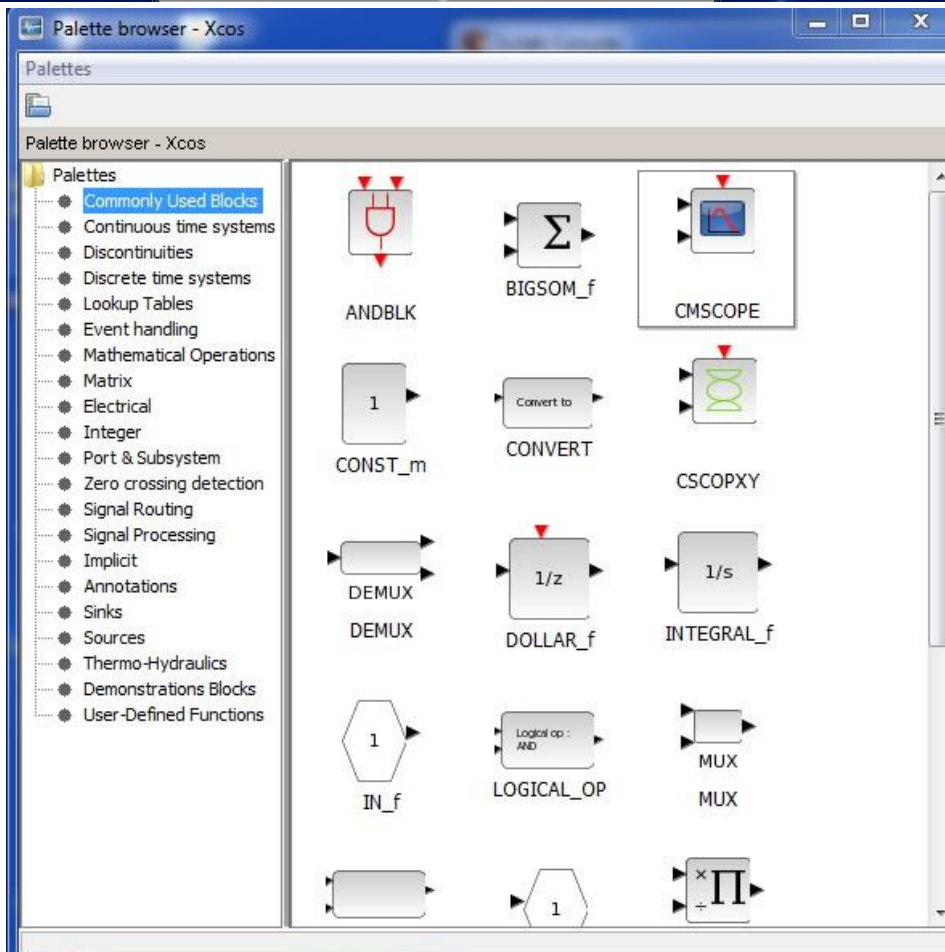 Palette browser - Xcos
Palettes
Palette browser - Xcos
Palettes
Commonly Used Blocks
Continuous time systems
Discontinuities
Discrete time systems
Lookup Tables
Event handling
Mathematical Operations
Matrix
Electrical
Integer
Port & Subsystem
Zero crossing detection
Signal Routing
Signal Processing
Implicit
Annotations
Sinks
Sources
Thermo-Hydraulics
Demonstrations Blocks
User-Defined Functions
ANDBLK
Σ
BIGSOM_f
CMSCOPE
1
CONST_m
Convert to
CONVERT
CSCOPXY
DEMUX
DEMUX
1/z
DOLLAR_f
1/s
INTEGRAL_f
1
IN_f
Logical op :
AND
LOGICAL_OP
MUX
MUX
1
×
÷
Π